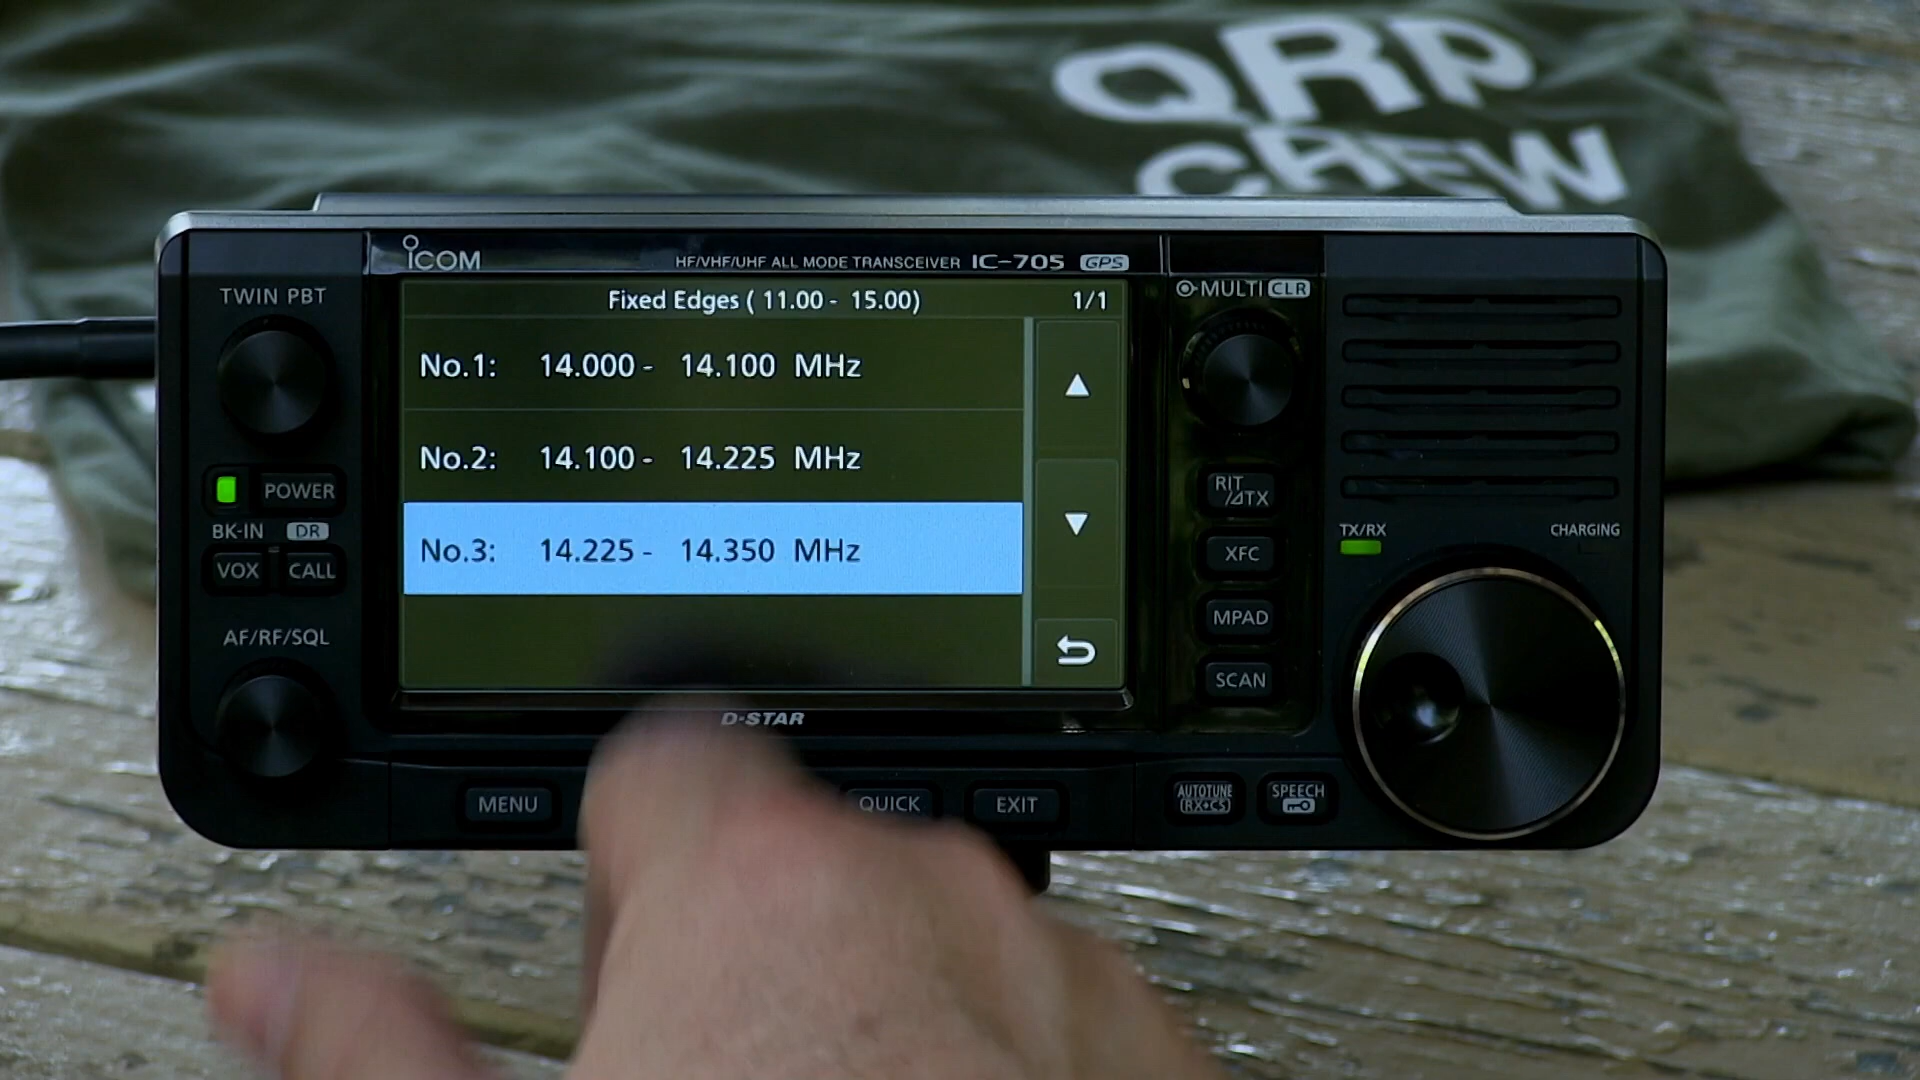 QRP
CREW
ICOM
HF/VHF/UHF ALL MODE TRANSCEIVER IC-705 GPS
TWIN PBT
Fixed Edges ( 11.00 - 15.00) 1/1
MULTI CLR
No.1: 14.000 - 14.100 MHz
No.2: 14.100 - 14.225 MHz
No.3: 14.225 - 14.350 MHz
POWER
BK-IN DR
VOX CALL
AF/RF/SQL
RIT
/⊿TX
XFC
MPAD
SCAN
TX/RX CHARGING
D-STAR
MENU QUICK EXIT
AUTOTUNE
RX→CS
SPEECH